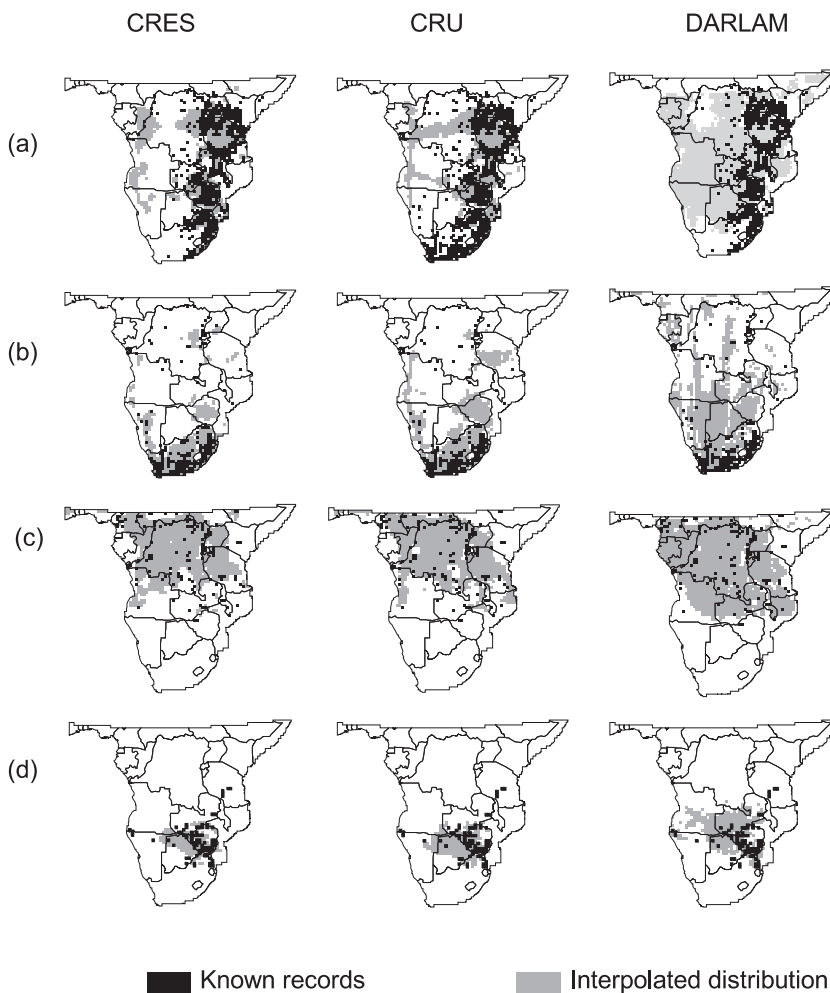 CRES CRU DARLAM
(a)
(b)
(c)
(d)
Known records Interpolated distribution